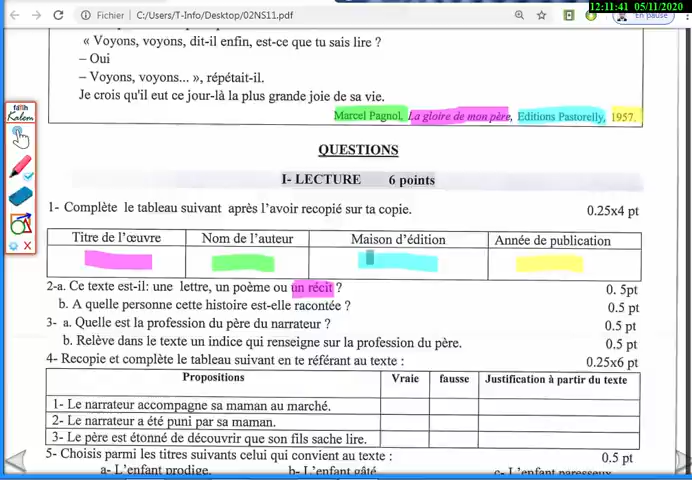 12:11:41 05/11/2020
Fichier | C:/Users/T-Info/Desktop/02NS11.pdf
En pause
« Voyons, voyons, dit-il enfin, est-ce que tu sais lire ?
– Oui
– Voyons, voyons... », répétait-il.
Je crois qu'il eut ce jour-là la plus grande joie de sa vie.
Marcel Pagnol, La gloire de mon père, Editions Pastorelly, 1957.
fatih
Kalem
QUESTIONS
I- LECTURE 6 points
1- Complète le tableau suivant après l'avoir recopié sur ta copie. 0.25x4 pt
Titre de l'œuvre Nom de l'auteur Maison d'édition Année de publication
2-a. Ce texte est-il: une lettre, un poème ou un récit ? 0. 5pt
b. A quelle personne cette histoire est-elle racontée ? 0.5 pt
3- a. Quelle est la profession du père du narrateur ? 0.5 pt
b. Relève dans le texte un indice qui renseigne sur la profession du père. 0.5 pt
4- Recopie et complète le tableau suivant en te référant au texte : 0.25x6 pt
Propositions Vraie fausse Justification à partir du texte
1- Le narrateur accompagne sa maman au marché.
2- Le narrateur a été puni par sa maman.
3- Le père est étonné de découvrir que son fils sache lire.
5- Choisis parmi les titres suivants celui qui convient au texte : 0.5 pt
a- L'enfant prodige. b- L'enfant gâté. c- L'enfant paresseux